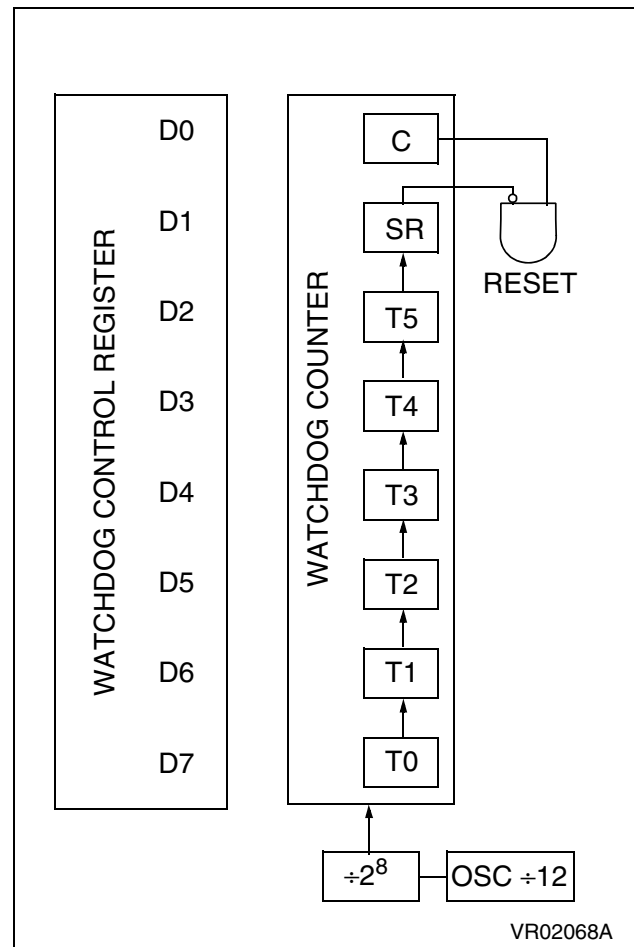 WATCHDOG CONTROL REGISTER
D0
D1
D2
D3
D4
D5
D6
D7
WATCHDOG COUNTER
C
SR
T5
T4
T3
T2
T1
T0
RESET
÷2⁸
OSC ÷12
VR02068A